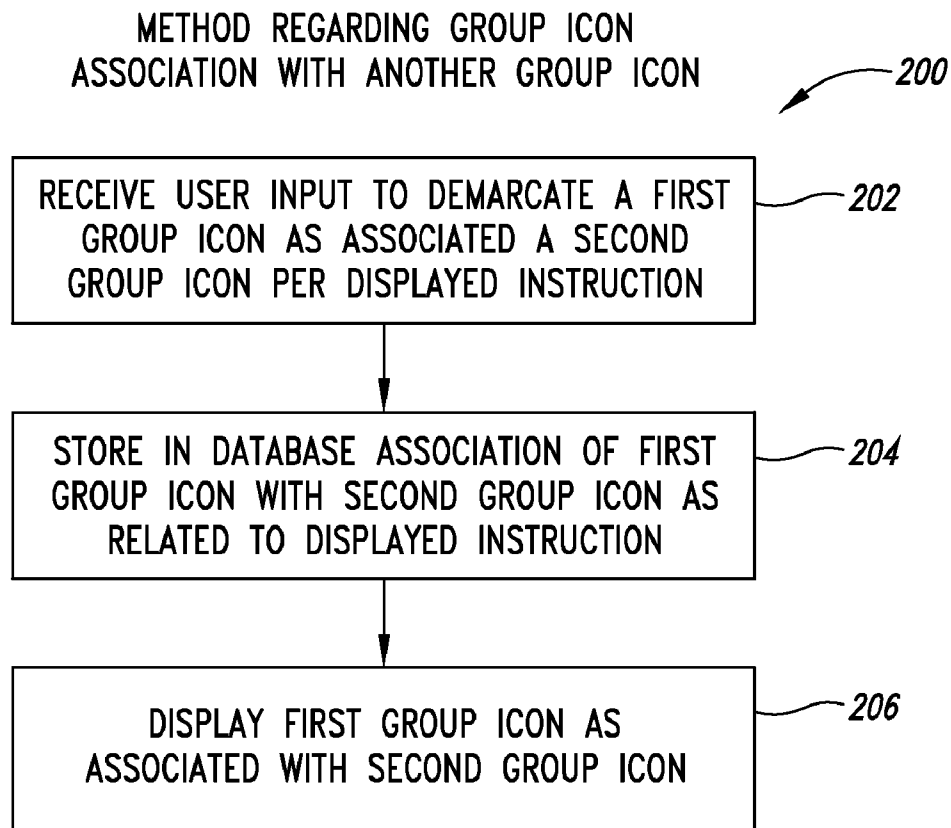 METHOD REGARDING GROUP ICON
ASSOCIATION WITH ANOTHER GROUP ICON
200
RECEIVE USER INPUT TO DEMARCATE A FIRST
GROUP ICON AS ASSOCIATED A SECOND
GROUP ICON PER DISPLAYED INSTRUCTION
202
STORE IN DATABASE ASSOCIATION OF FIRST
GROUP ICON WITH SECOND GROUP ICON AS
RELATED TO DISPLAYED INSTRUCTION
204
DISPLAY FIRST GROUP ICON AS
ASSOCIATED WITH SECOND GROUP ICON
206